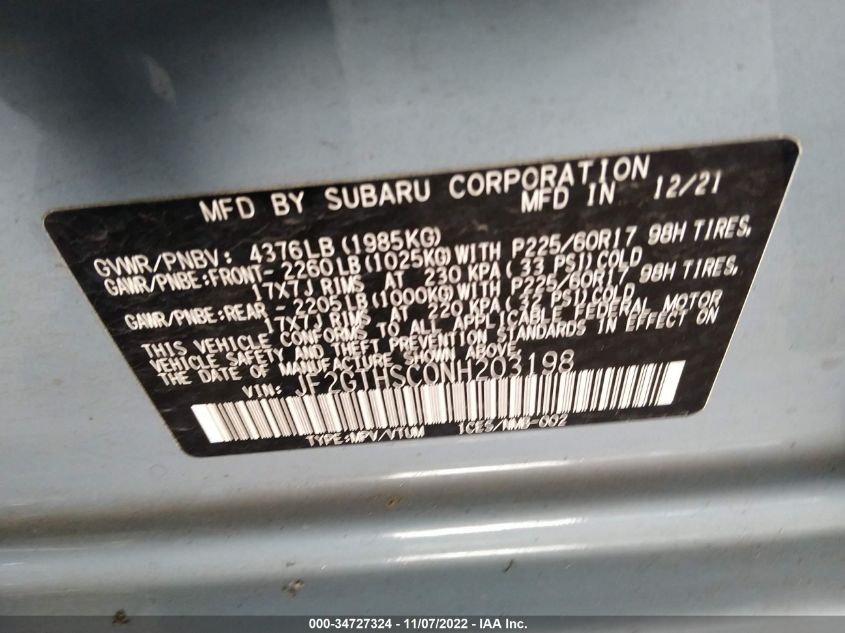 MFD BY SUBARU CORPORATION
MFD IN 12/21
GVWR/PNBV: 4376LB(1985KG)
GAWR/PNBE:FRONT- 2260LB(1025KG)WITH P225/60R17 98H TIRES,
17X7J RIMS AT 230 KPA(33 PSI)COLD
GAWR/PNBE:REAR - 2205LB(1000KG)WITH P225/60R17 98H TIRES,
17X7J RIMS AT 220 KPA(32 PSI)COLD
THIS VEHICLE CONFORMS TO ALL APPLICABLE FEDERAL MOTOR
VEHICLE SAFETY AND THEFT PREVENTION STANDARDS IN EFFECT ON
THE DATE OF MANUFACTURE SHOWN ABOVE.
VIN: JF2GTHSC0NH203198
TYPE:MPV/VTUM ICES/NMB-002
000-34727324 - 11/07/2022 - IAA Inc.